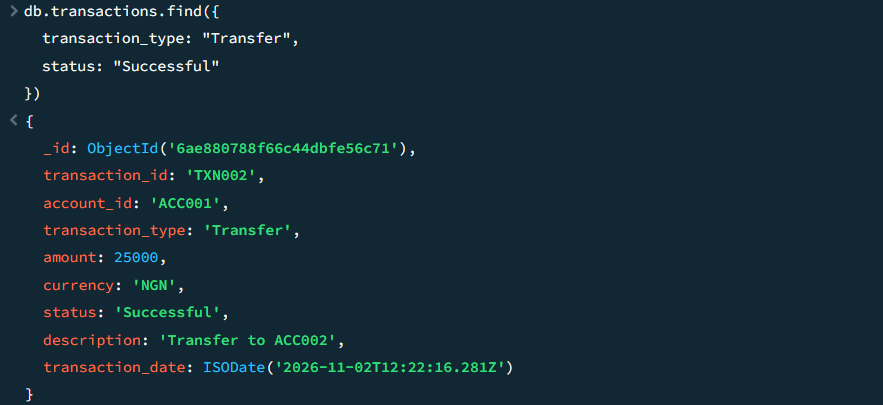 > db.transactions.find({
transaction_type: "Transfer",
status: "Successful"
})
< {
_id: ObjectId('6ae880788f66c44dbfe56c71'),
transaction_id: 'TXN002',
account_id: 'ACC001',
transaction_type: 'Transfer',
amount: 25000,
currency: 'NGN',
status: 'Successful',
description: 'Transfer to ACC002',
transaction_date: ISODate('2026-11-02T12:22:16.281Z')
}